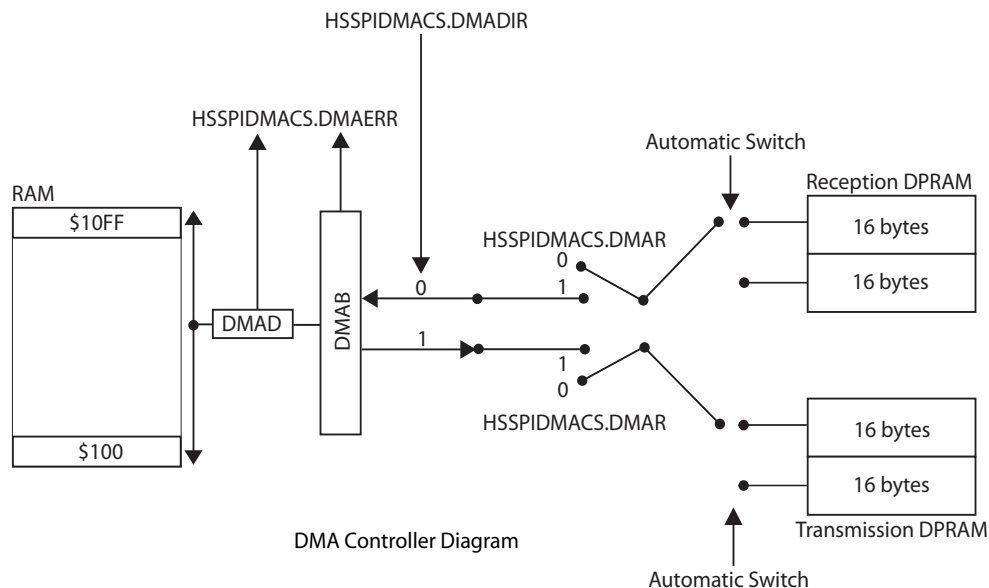 HSSPIDMACS.DMADIR
HSSPIDMACS.DMAERR
Automatic Switch
RAM
Reception DPRAM
$10FF
16 bytes
HSSPIDMACS.DMAR
0
16 bytes
0
1
DMAD
DMAB
1
1
0
HSSPIDMACS.DMAR
16 bytes
$100
16 bytes
Transmission DPRAM
DMA Controller Diagram
Automatic Switch